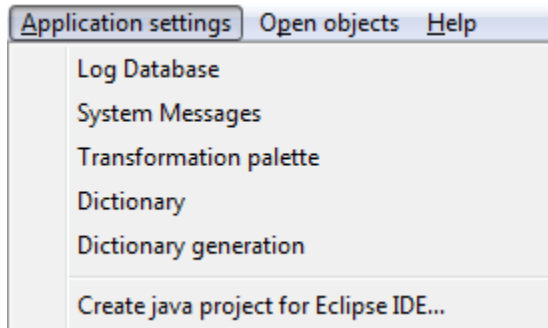 Application settings Open objects Help
Log Database
System Messages
Transformation palette
Dictionary
Dictionary generation
Create java project for Eclipse IDE...